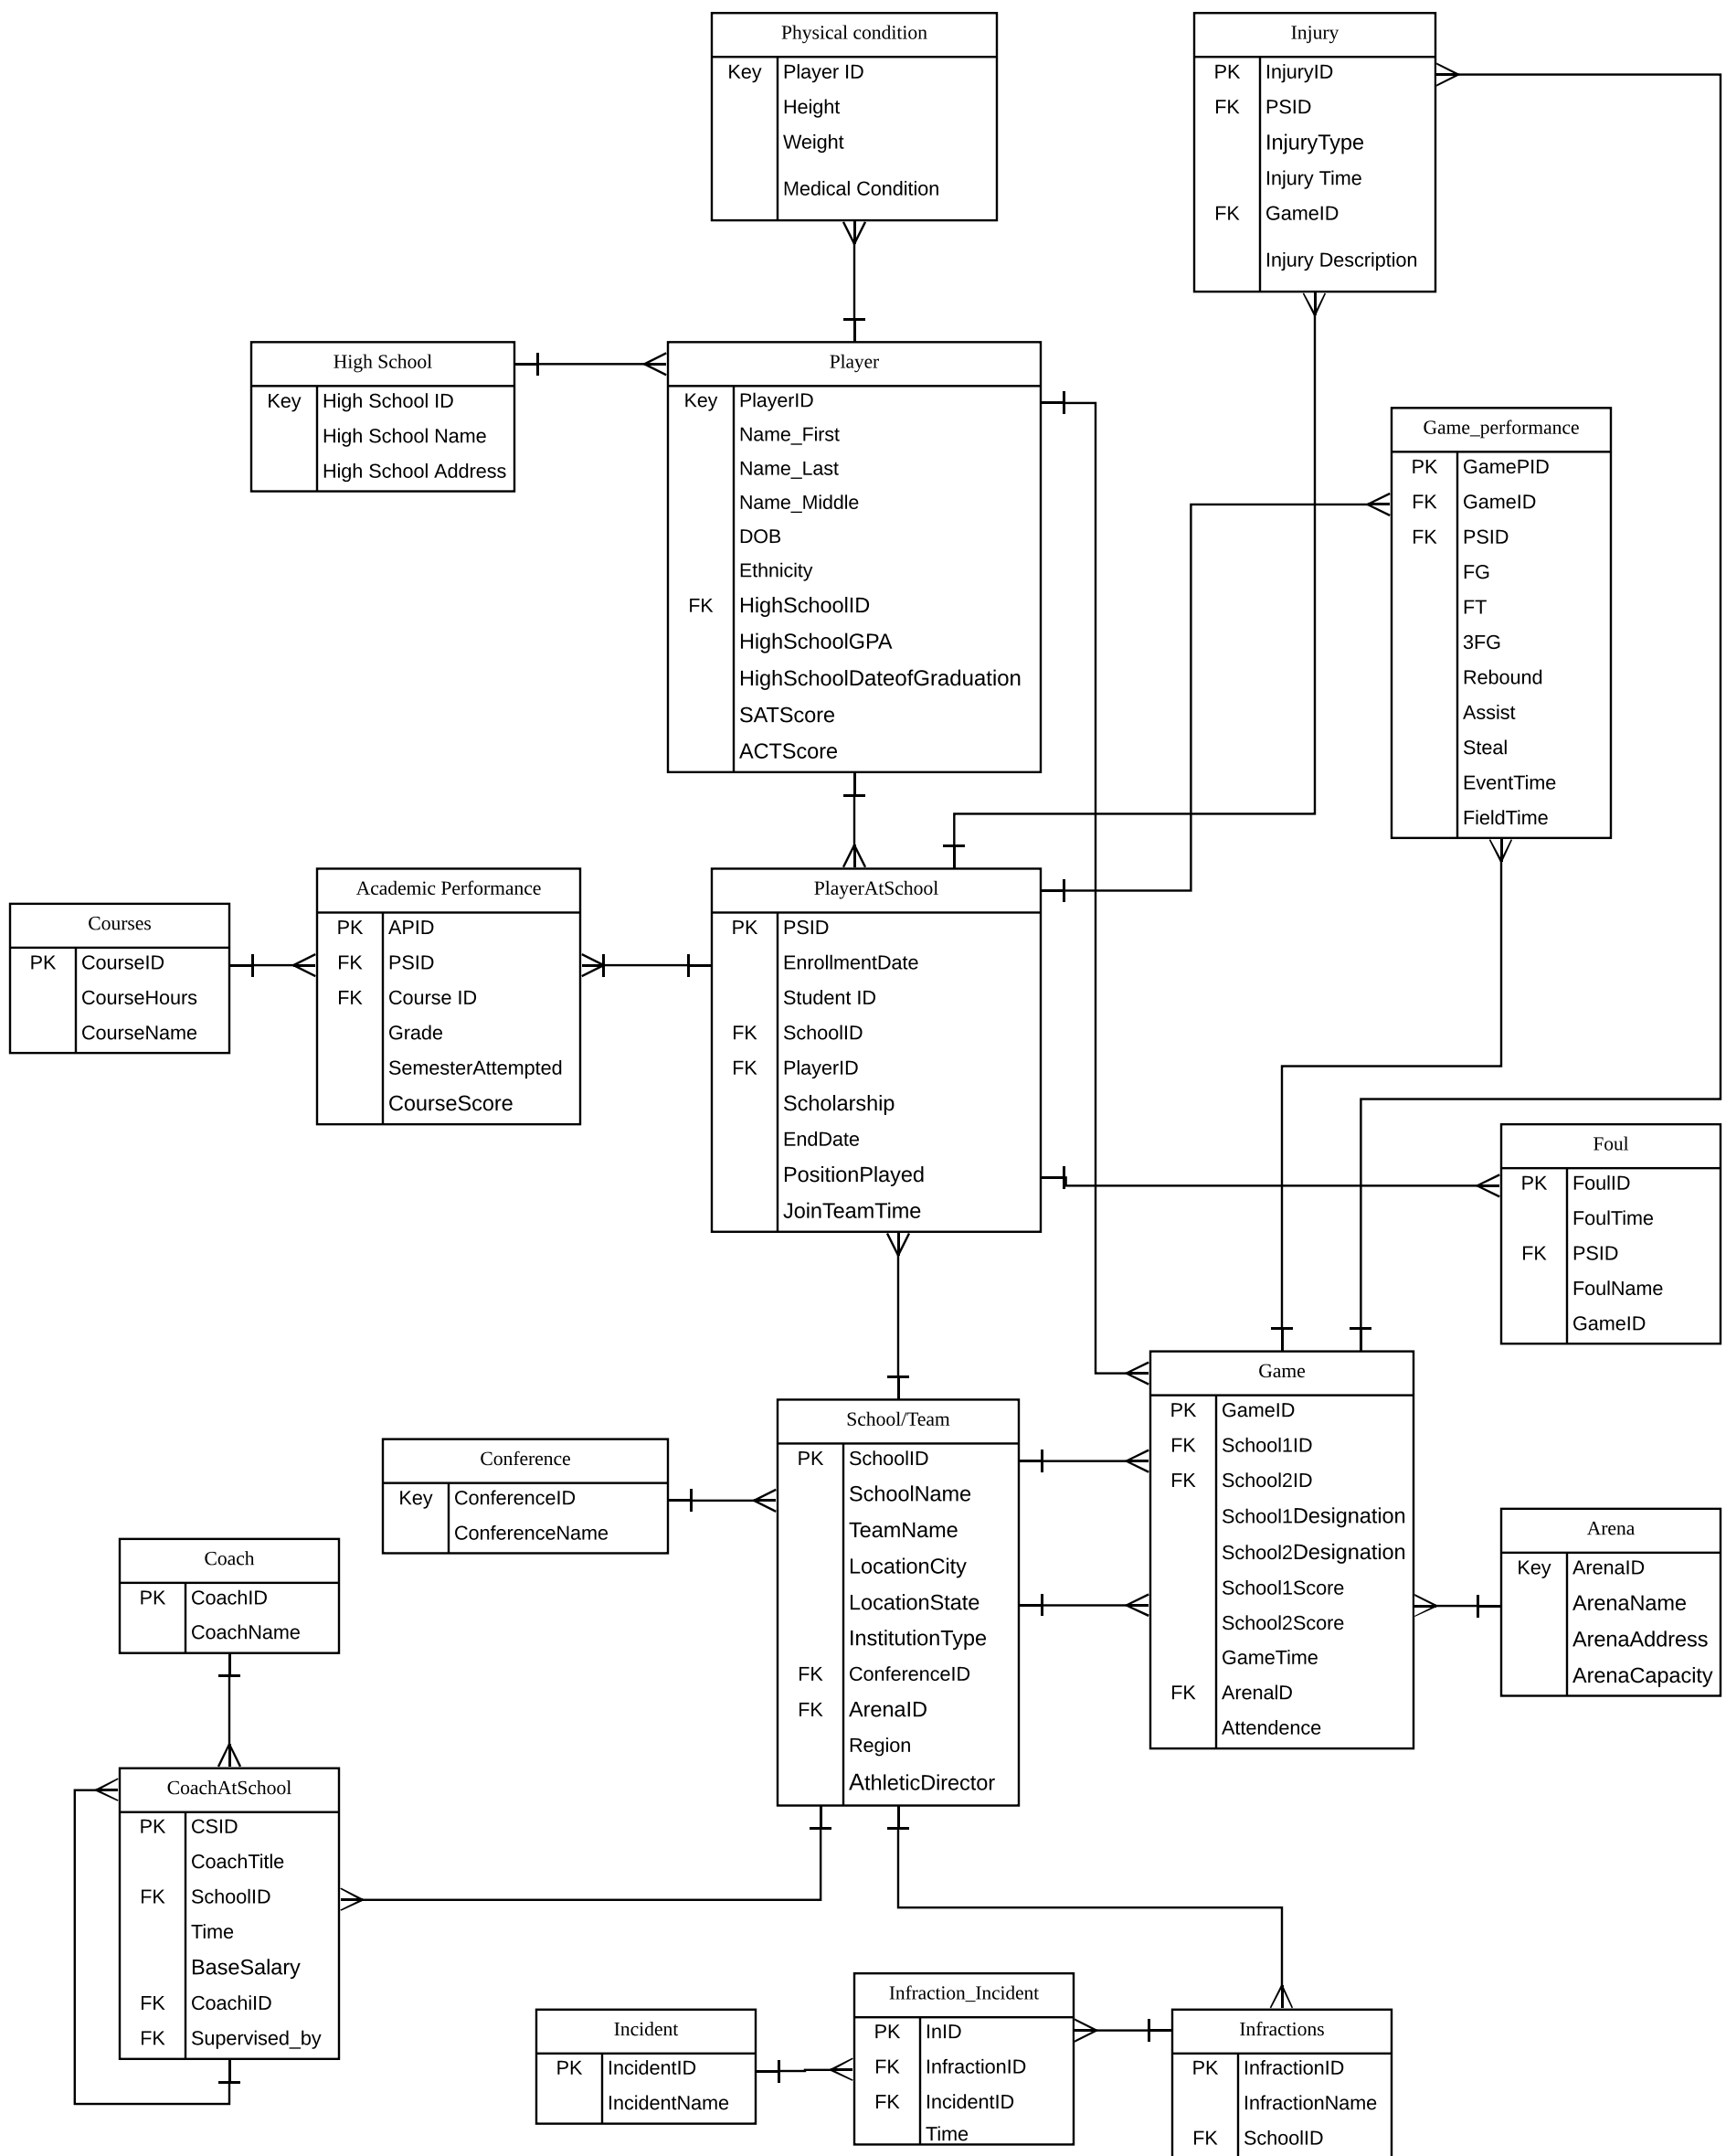 Physical condition
Key Player ID
Height
Weight
Medical Condition
Injury
PK InjuryID
FK PSID
InjuryType
Injury Time
FK GameID
Injury Description
High School
Key High School ID
High School Name
High School Address
Player
Key PlayerID
Name_First
Name_Last
Name_Middle
DOB
Ethnicity
FK HighSchoolID
HighSchoolGPA
HighSchoolDateofGraduation
SATScore
ACTScore
Game_performance
PK GamePID
FK GameID
FK PSID
FG
FT
3FG
Rebound
Assist
Steal
EventTime
FieldTime
Courses
PK CourseID
CourseHours
CourseName
Academic Performance
PK APID
FK PSID
FK Course ID
Grade
SemesterAttempted
CourseScore
PlayerAtSchool
PK PSID
EnrollmentDate
Student ID
FK SchoolID
FK PlayerID
Scholarship
EndDate
PositionPlayed
JoinTeamTime
Foul
PK FoulID
FoulTime
FK PSID
FoulName
GameID
Game
PK GameID
FK School1ID
FK School2ID
School1Designation
School2Designation
School1Score
School2Score
GameTime
FK ArenaID
Attendence
School/Team
PK SchoolID
SchoolName
TeamName
LocationCity
LocationState
InstitutionType
FK ConferenceID
FK ArenaID
Region
AthleticDirector
Conference
Key ConferenceID
ConferenceName
Arena
Key ArenaID
ArenaName
ArenaAddress
ArenaCapacity
Coach
PK CoachID
CoachName
CoachAtSchool
PK CSID
CoachTitle
FK SchoolID
Time
BaseSalary
FK CoachiID
FK Supervised_by
Incident
PK IncidentID
IncidentName
Infraction_Incident
PK InID
FK InfractionID
FK IncidentID
Time
Infractions
PK InfractionID
InfractionName
FK SchoolID